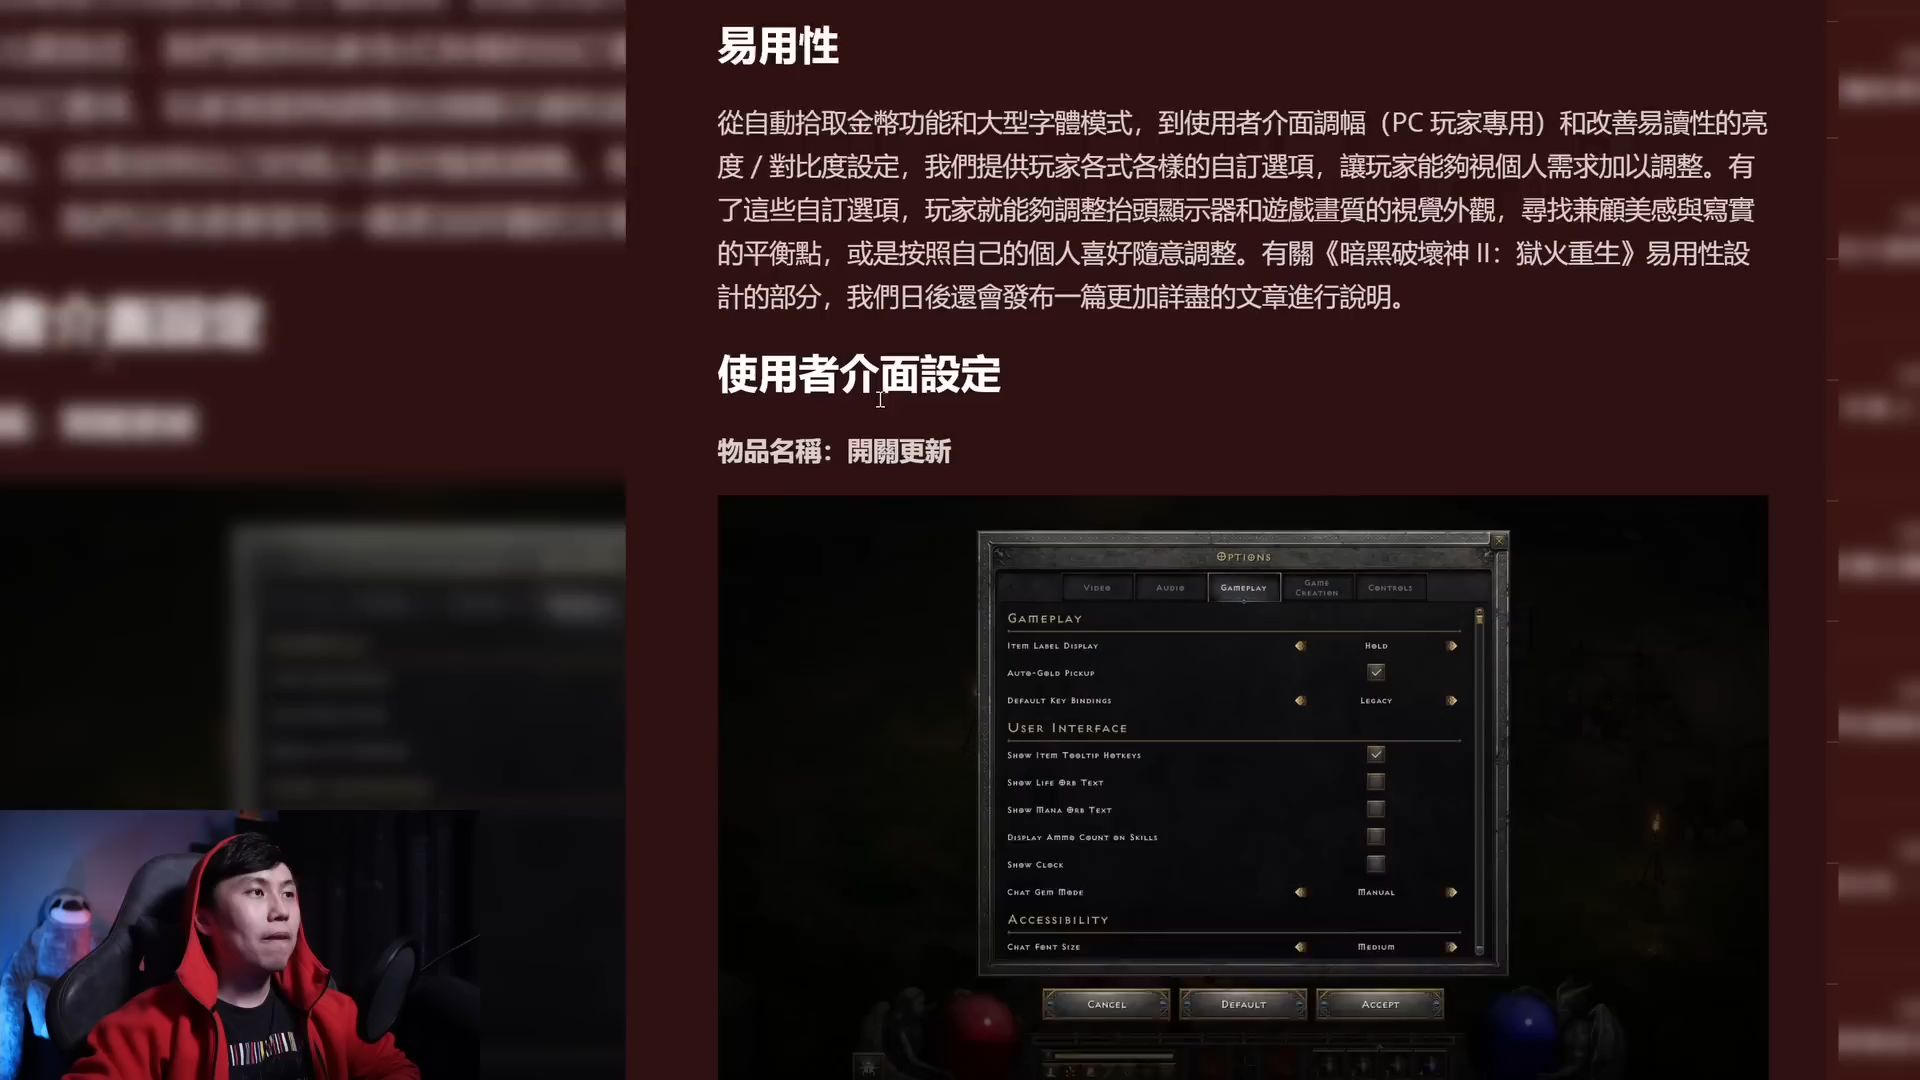 易用性
從自動拾取金幣功能和大型字體模式，到使用者介面調幅（PC 玩家專用）和改善易讀性的亮
度 / 對比度設定，我們提供玩家各式各樣的自訂選項，讓玩家能夠視個人需求加以調整。有
了這些自訂選項，玩家就能夠調整抬頭顯示器和遊戲畫質的視覺外觀，尋找兼顧美感與寫實
的平衡點，或是按照自己的個人喜好隨意調整。有關《暗黑破壞神 II：獄火重生》易用性設
計的部分，我們日後還會發布一篇更加詳盡的文章進行說明。
使用者介面設定
物品名稱：開關更新
OPTIONS
VIDEO
AUDIO
GAMEPLAY
GAME CREATION
CONTROLS
GAMEPLAY
ITEM LABEL DISPLAY HOLD
AUTO-GOLD PICKUP
DEFAULT KEY BINDINGS LEGACY
USER INTERFACE
SHOW ITEM TOOLTIP HOTKEYS
SHOW LIFE ORB TEXT
SHOW MANA ORB TEXT
DISPLAY AMMO COUNT ON SKILLS
SHOW CLOCK
CHAT GEM MODE MANUAL
ACCESSIBILITY
CHAT FONT SIZE MEDIUM
CANCEL
DEFAULT
ACCEPT